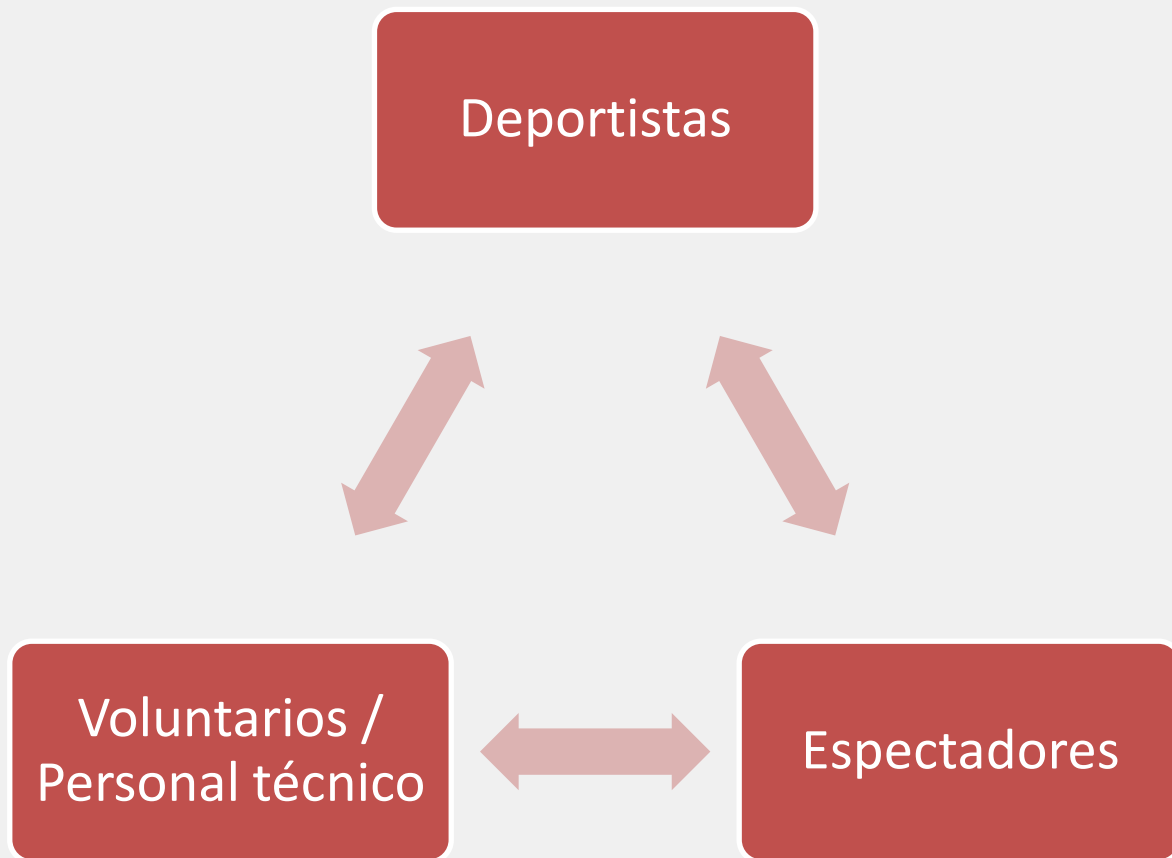 Deportistas
Voluntarios /
Personal técnico
Espectadores